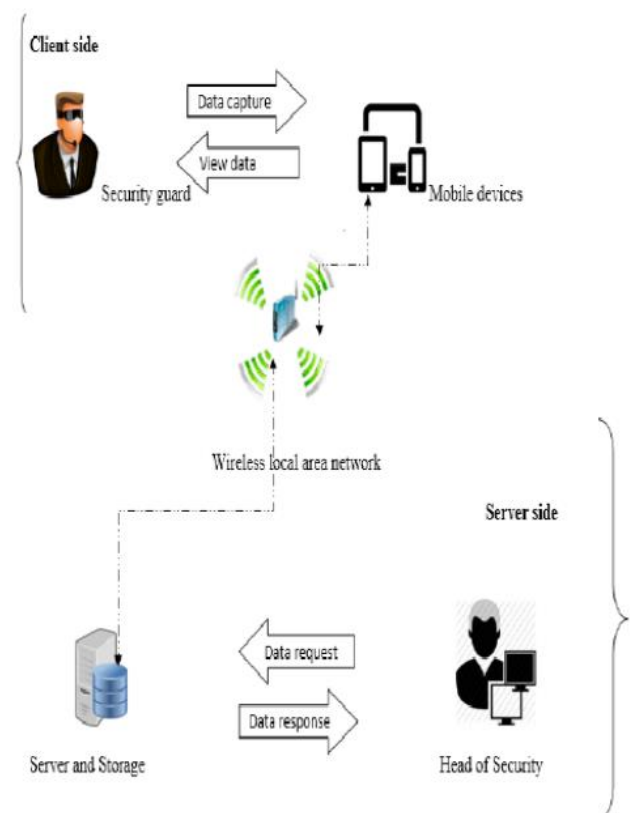 Client side
Data capture
View data
Security guard
Mobile devices
Wireless local area network
Server side
Data request
Data response
Server and Storage
Head of Security